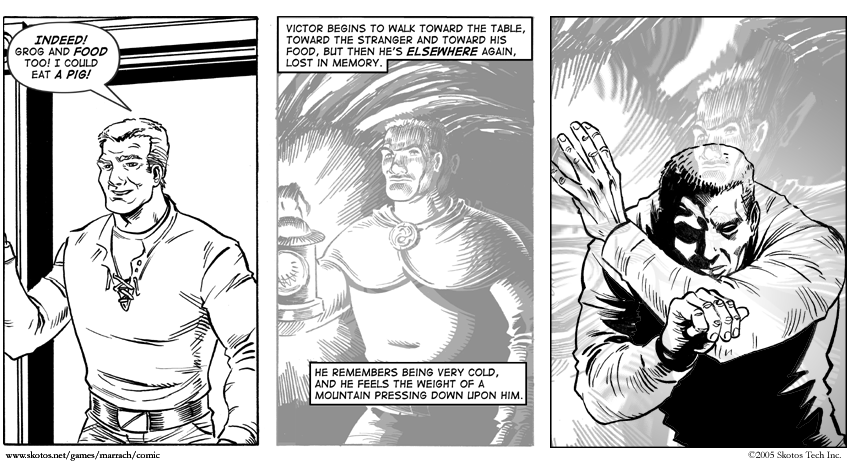 INDEED!
GROG AND FOOD
TOO! I COULD
EAT A PIG!
VICTOR BEGINS TO WALK TOWARD THE TABLE,
TOWARD THE STRANGER AND TOWARD HIS
FOOD, BUT THEN HE'S ELSEWHERE AGAIN,
LOST IN MEMORY.
HE REMEMBERS BEING VERY COLD,
AND HE FEELS THE WEIGHT OF A
MOUNTAIN PRESSING DOWN UPON HIM.
www.skotos.net/games/marrach/comic
©2005 Skotos Tech Inc.